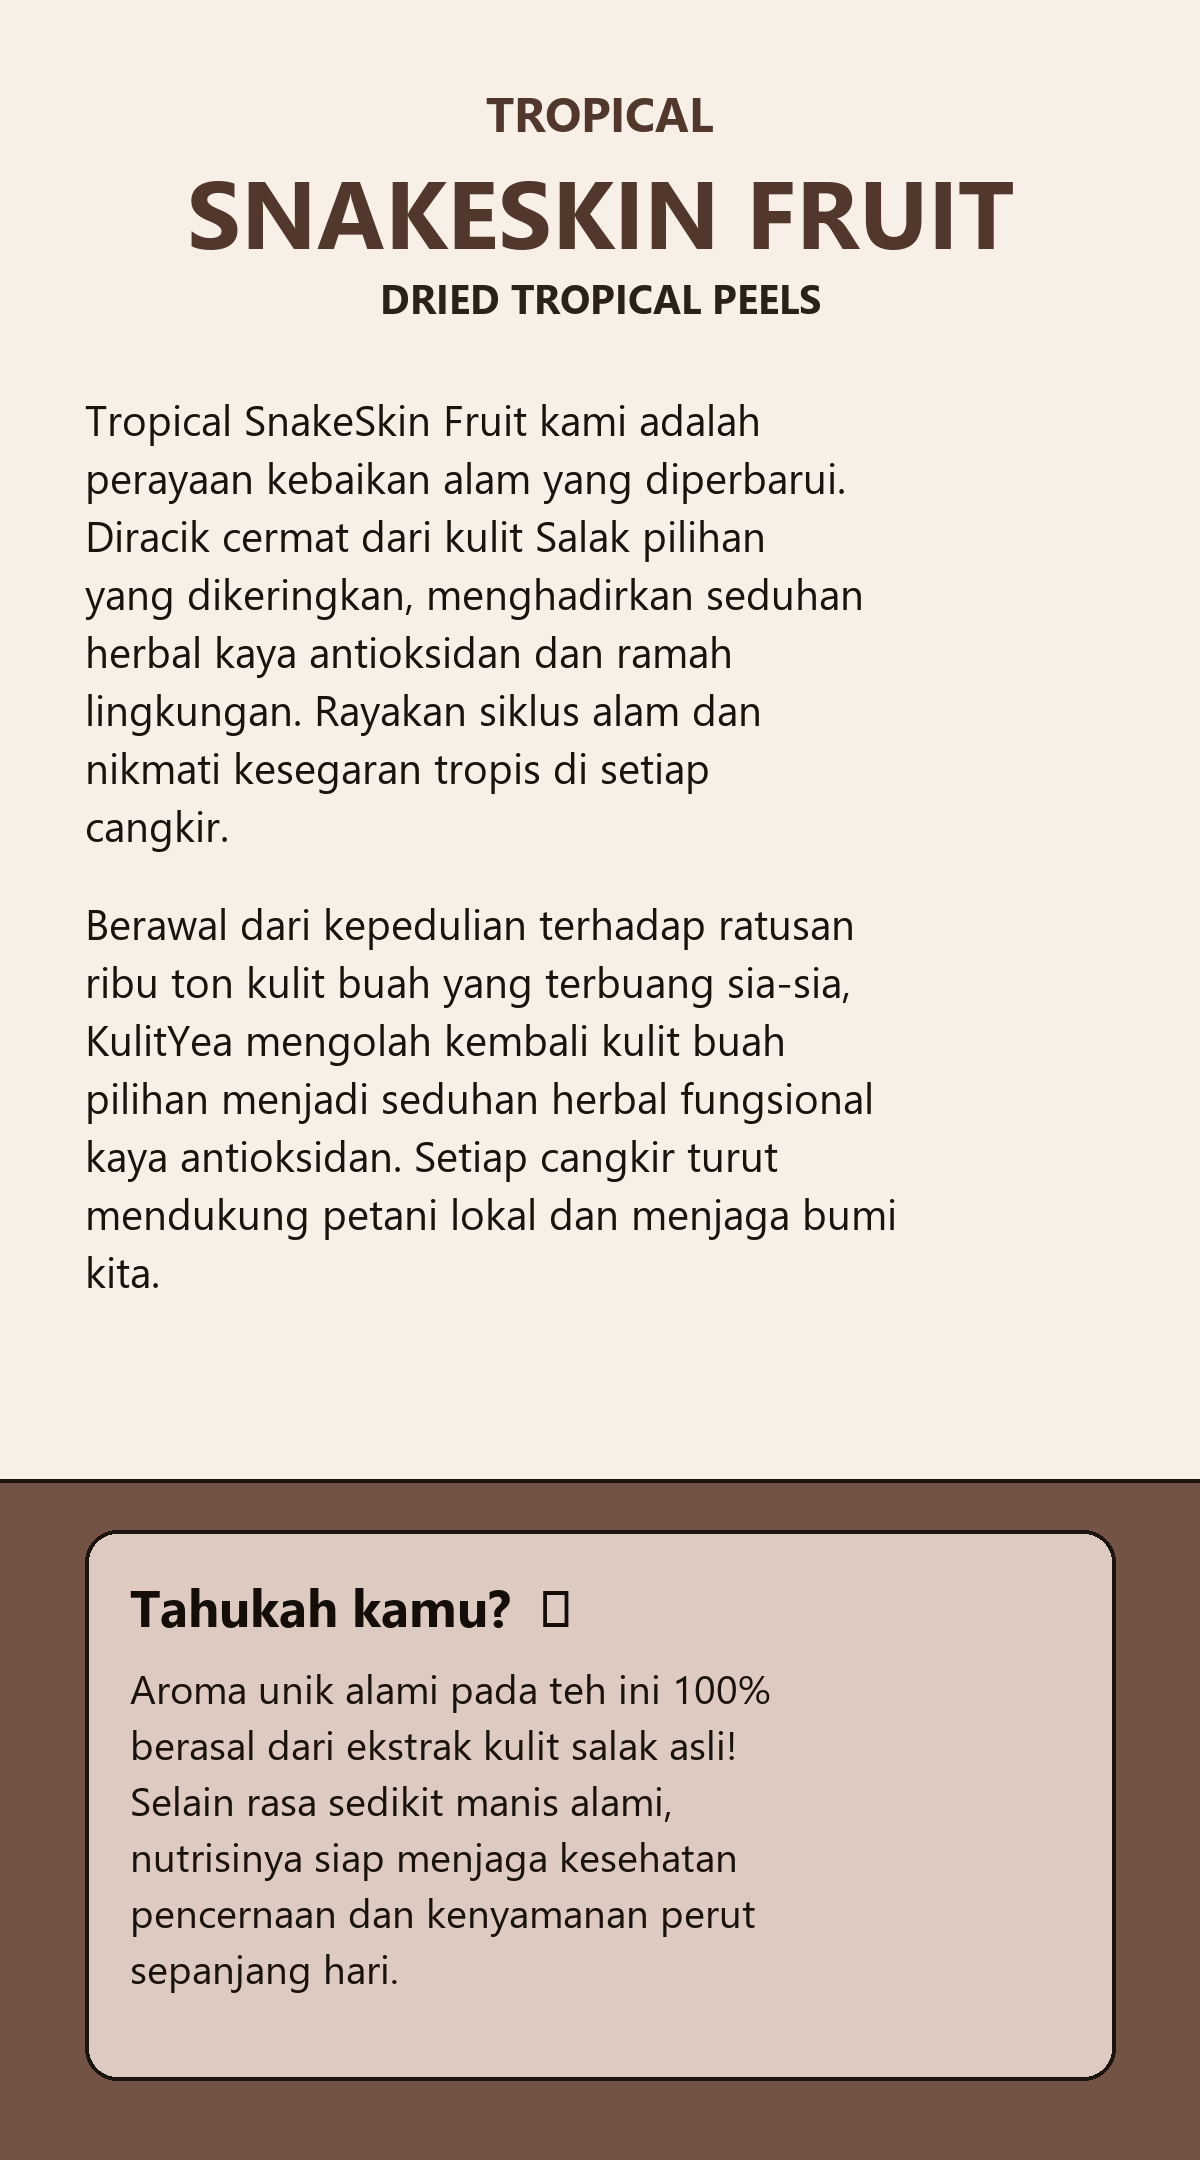 TROPICAL
SNAKESKIN FRUIT
DRIED TROPICAL PEELS
Tropical SnakeSkin Fruit kami adalah
perayaan kebaikan alam yang diperbarui.
Diracik cermat dari kulit Salak pilihan
yang dikeringkan, menghadirkan seduhan
herbal kaya antioksidan dan ramah
lingkungan. Rayakan siklus alam dan
nikmati kesegaran tropis di setiap
cangkir.
Berawal dari kepedulian terhadap ratusan
ribu ton kulit buah yang terbuang sia-sia,
KulitYea mengolah kembali kulit buah
pilihan menjadi seduhan herbal fungsional
kaya antioksidan. Setiap cangkir turut
mendukung petani lokal dan menjaga bumi
kita.
Tahukah kamu?
Aroma unik alami pada teh ini 100%
berasal dari ekstrak kulit salak asli!
Selain rasa sedikit manis alami,
nutrisinya siap menjaga kesehatan
pencernaan dan kenyamanan perut
sepanjang hari.